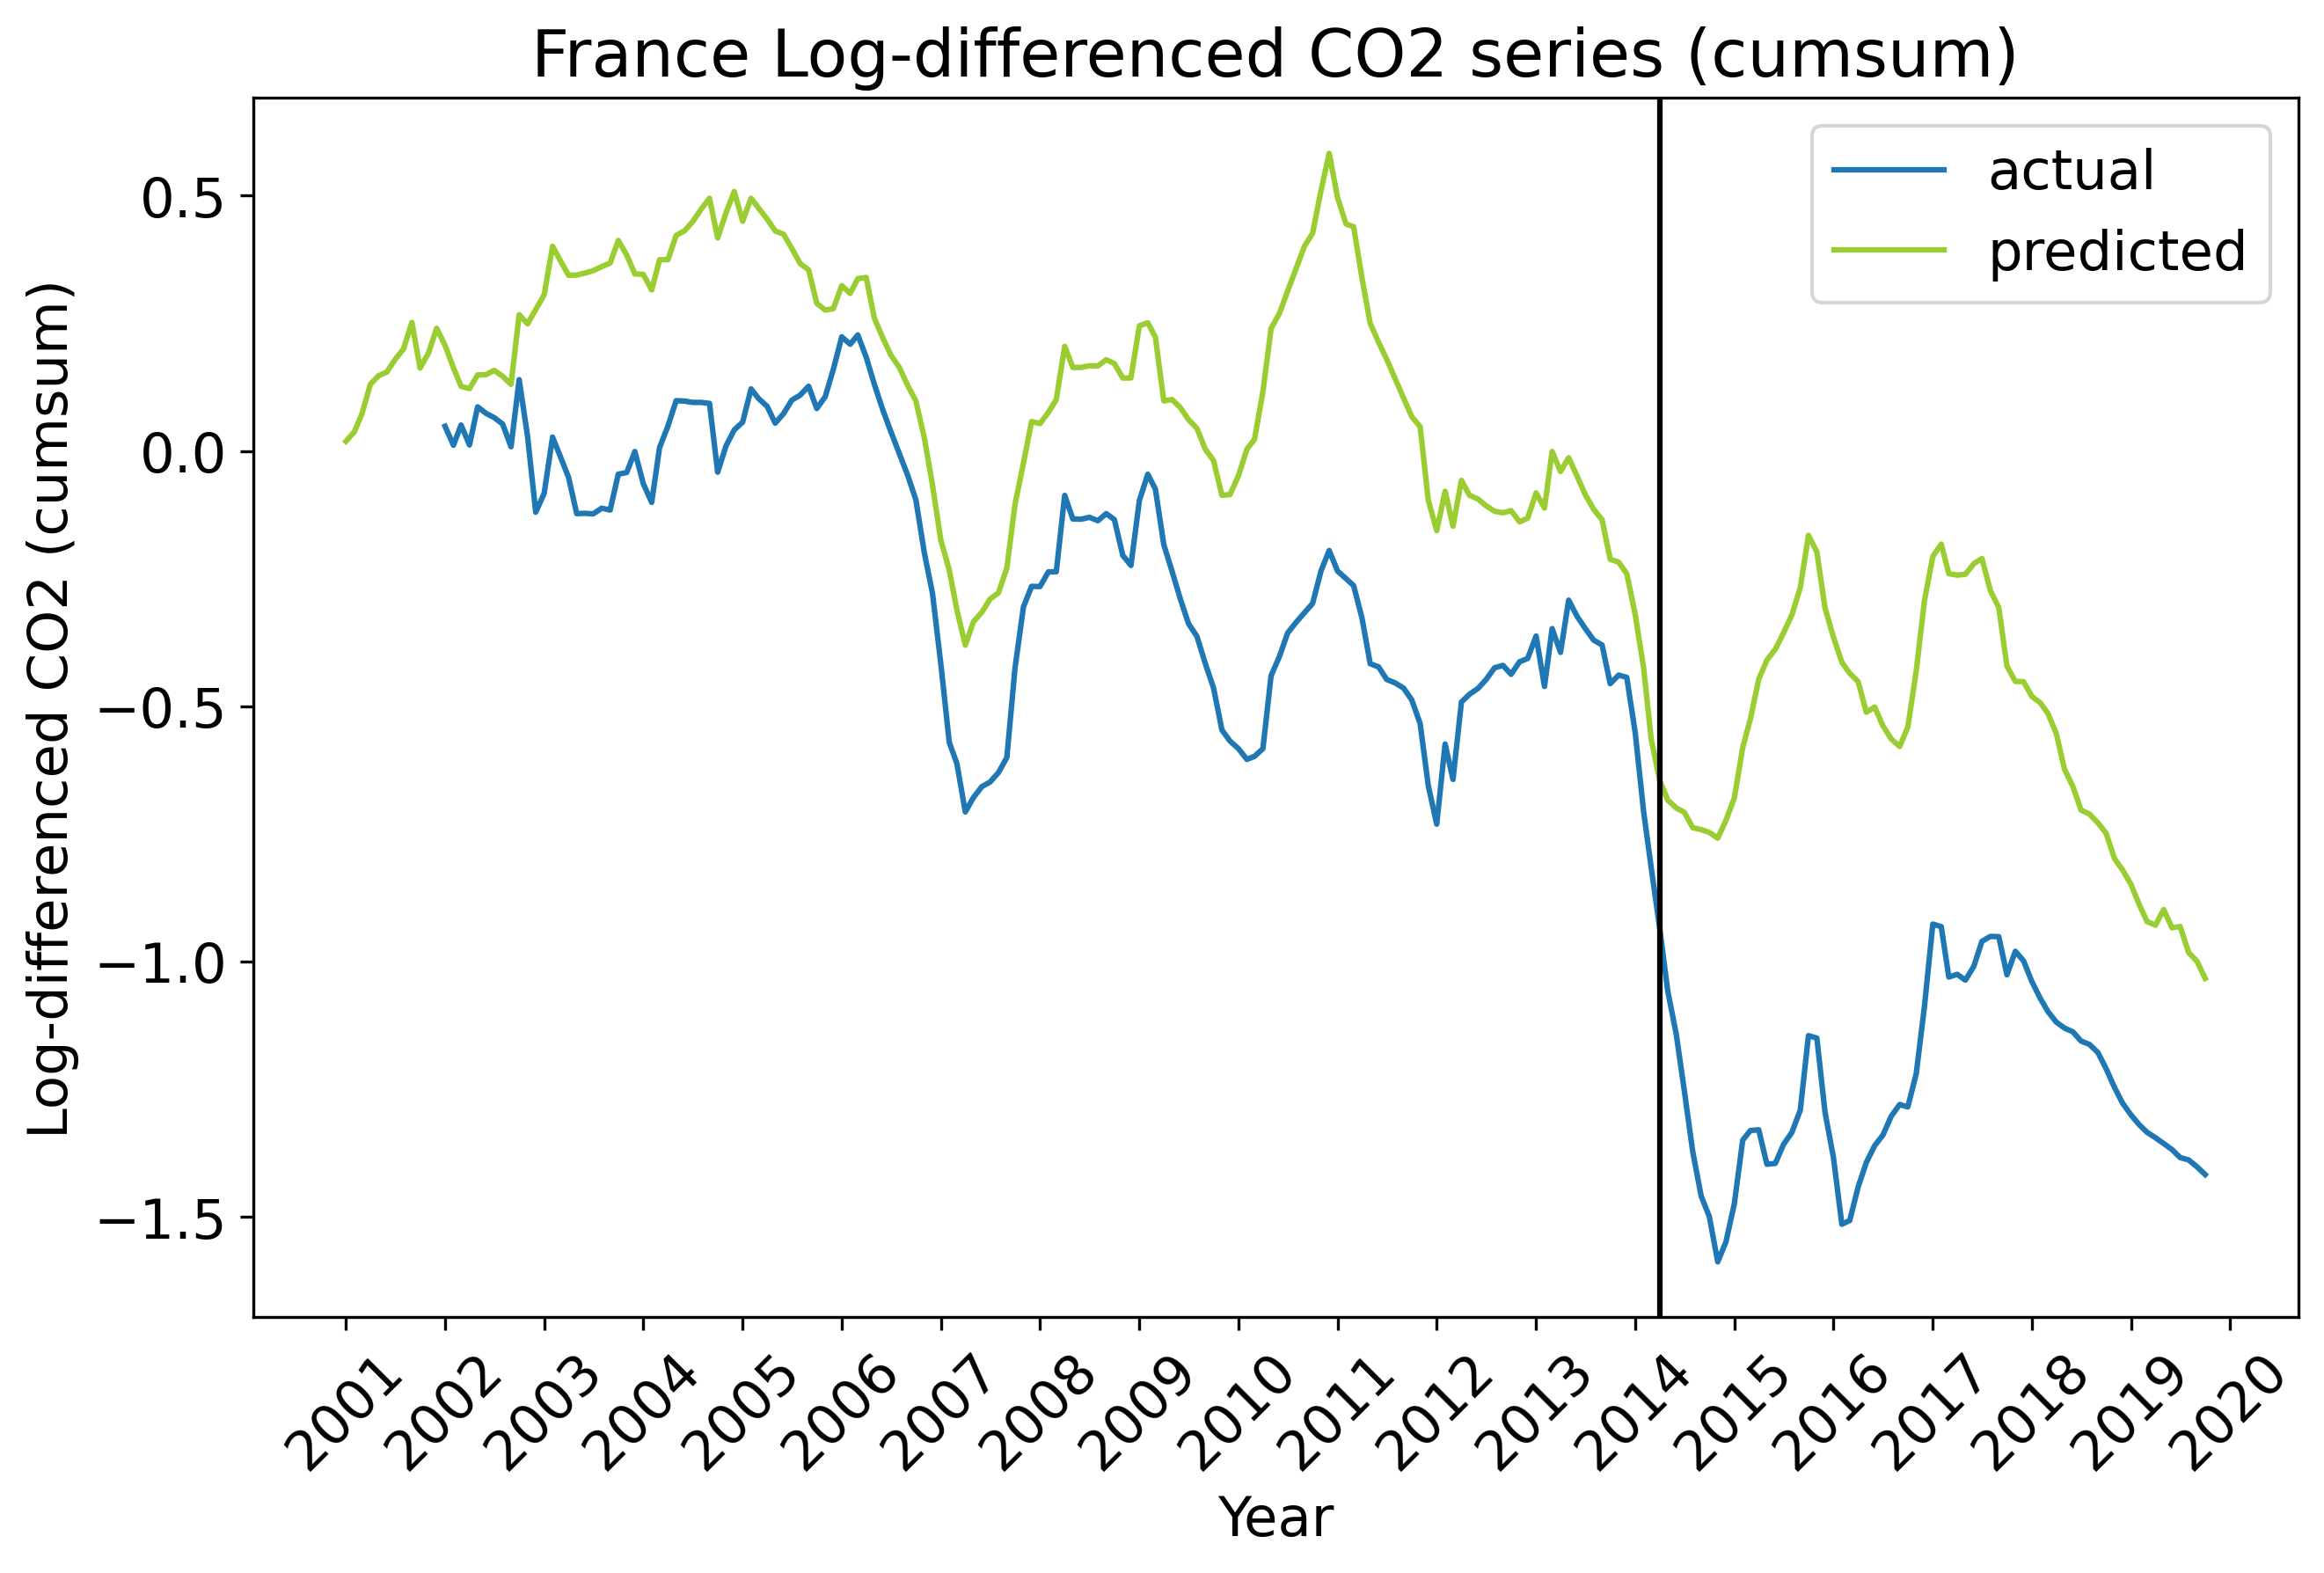 France Log-differenced CO2 series (cumsum)
actual
predicted
Log-differenced CO2 (cumsum)
0.5
0.0
−0.5
−1.0
−1.5
2001 2002 2003 2004 2005 2006 2007 2008 2009 2010 2011 2012 2013 2014 2015 2016 2017 2018 2019 2020
Year